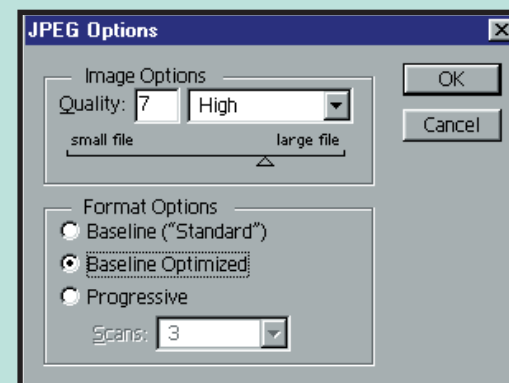 JPEG Options
Image Options
Quality: 7 High
small file large file
Format Options
Baseline ("Standard")
Baseline Optimized
Progressive
Scans: 3
OK
Cancel